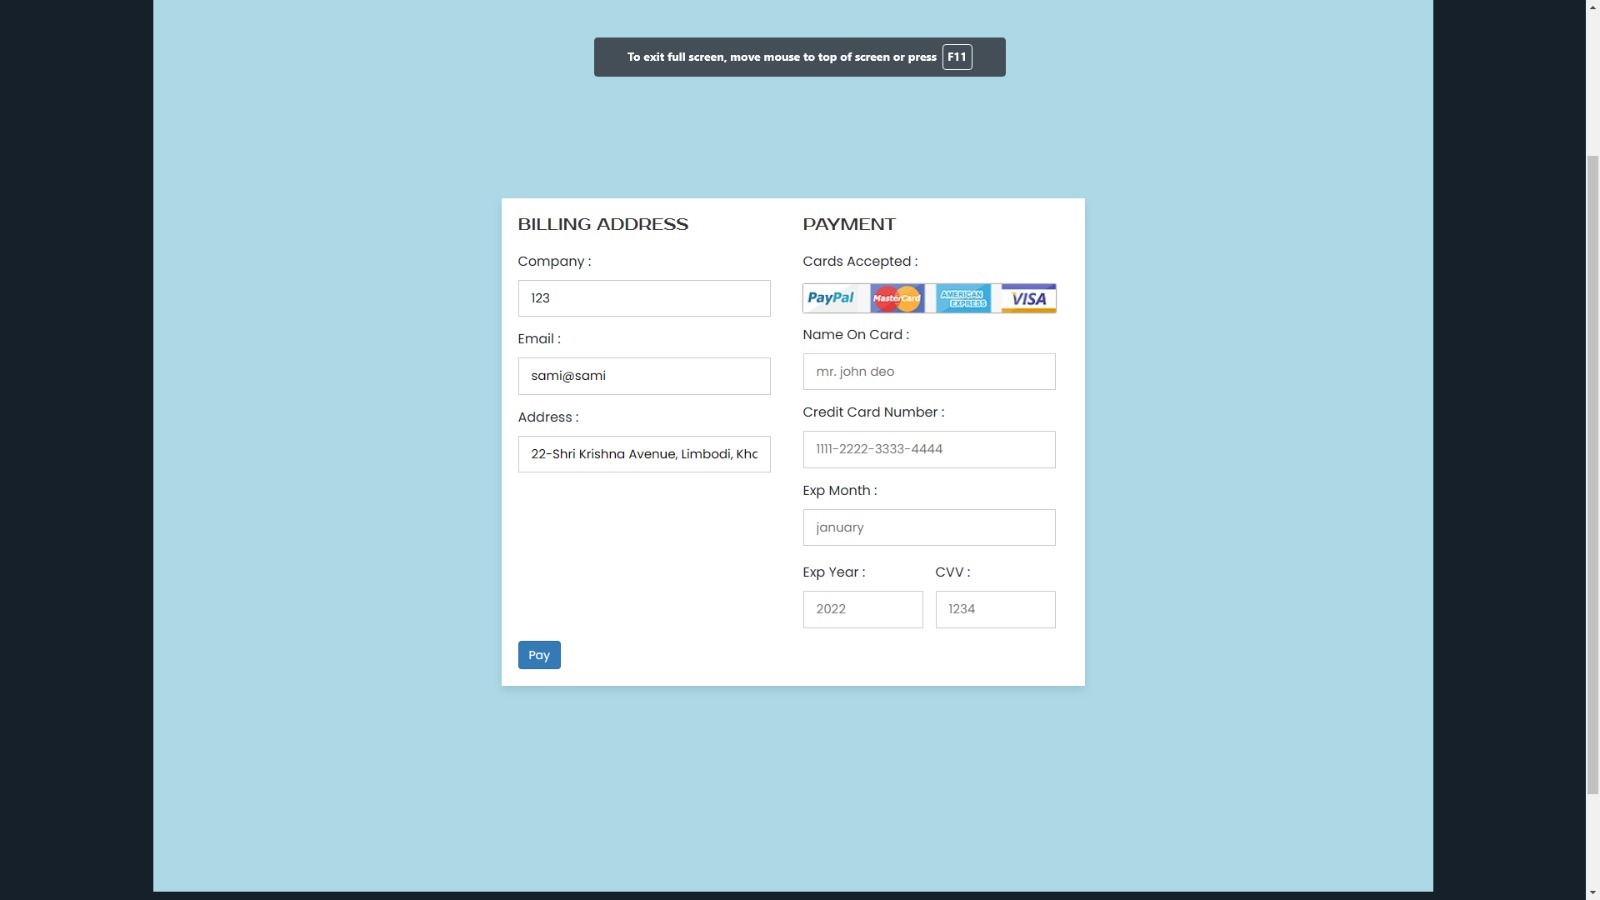 To exit full screen, move mouse to top of screen or press F11
BILLING ADDRESS
Company :
123
Email :
sami@sami
Address :
22-Shri Krishna Avenue, Limbodi, Kha
Pay
PAYMENT
Cards Accepted :
PayPal MasterCard AMERICAN EXPRESS VISA
Name On Card :
mr. john deo
Credit Card Number :
1111-2222-3333-4444
Exp Month :
january
Exp Year : CVV :
2022 1234